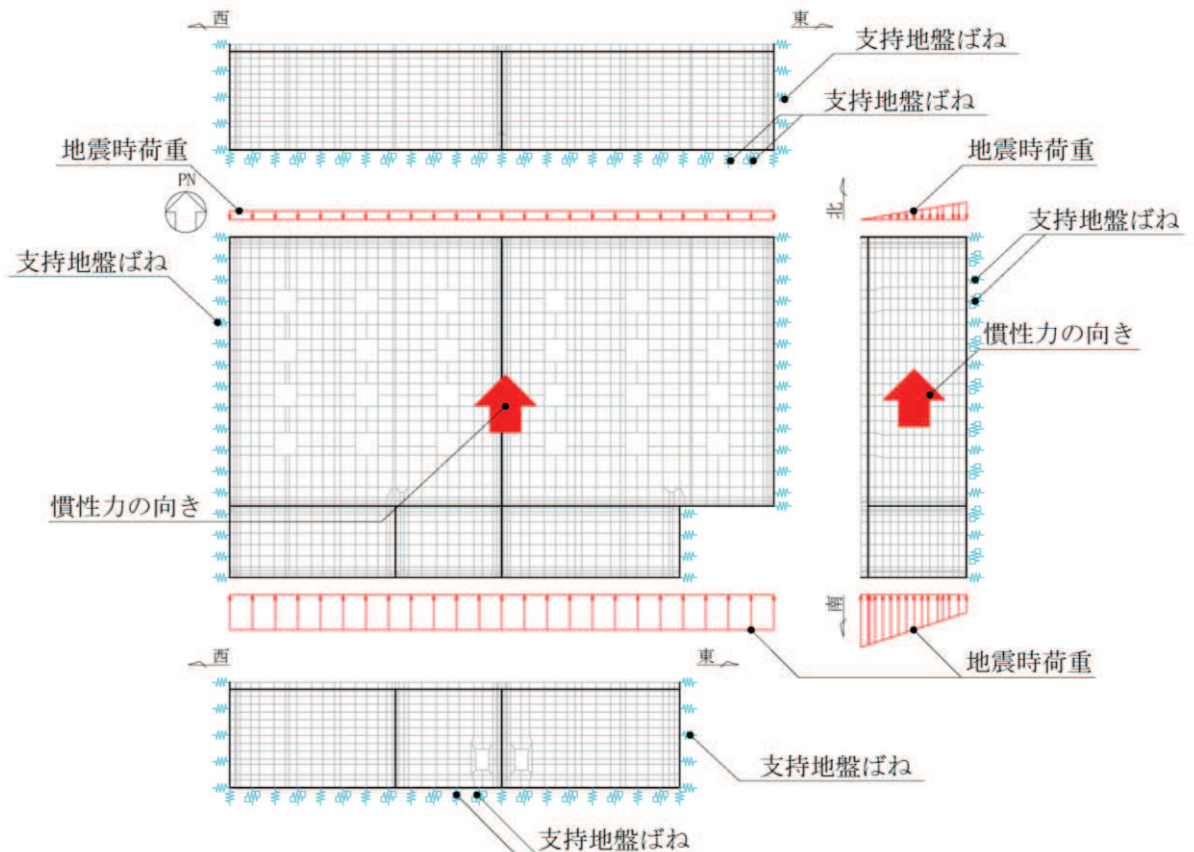 西
東
支持地盤ばね
支持地盤ばね
地震時荷重
地震時荷重
PN
北
支持地盤ばね
支持地盤ばね
慣性力の向き
慣性力の向き
南
地震時荷重
西
東
支持地盤ばね
支持地盤ばね